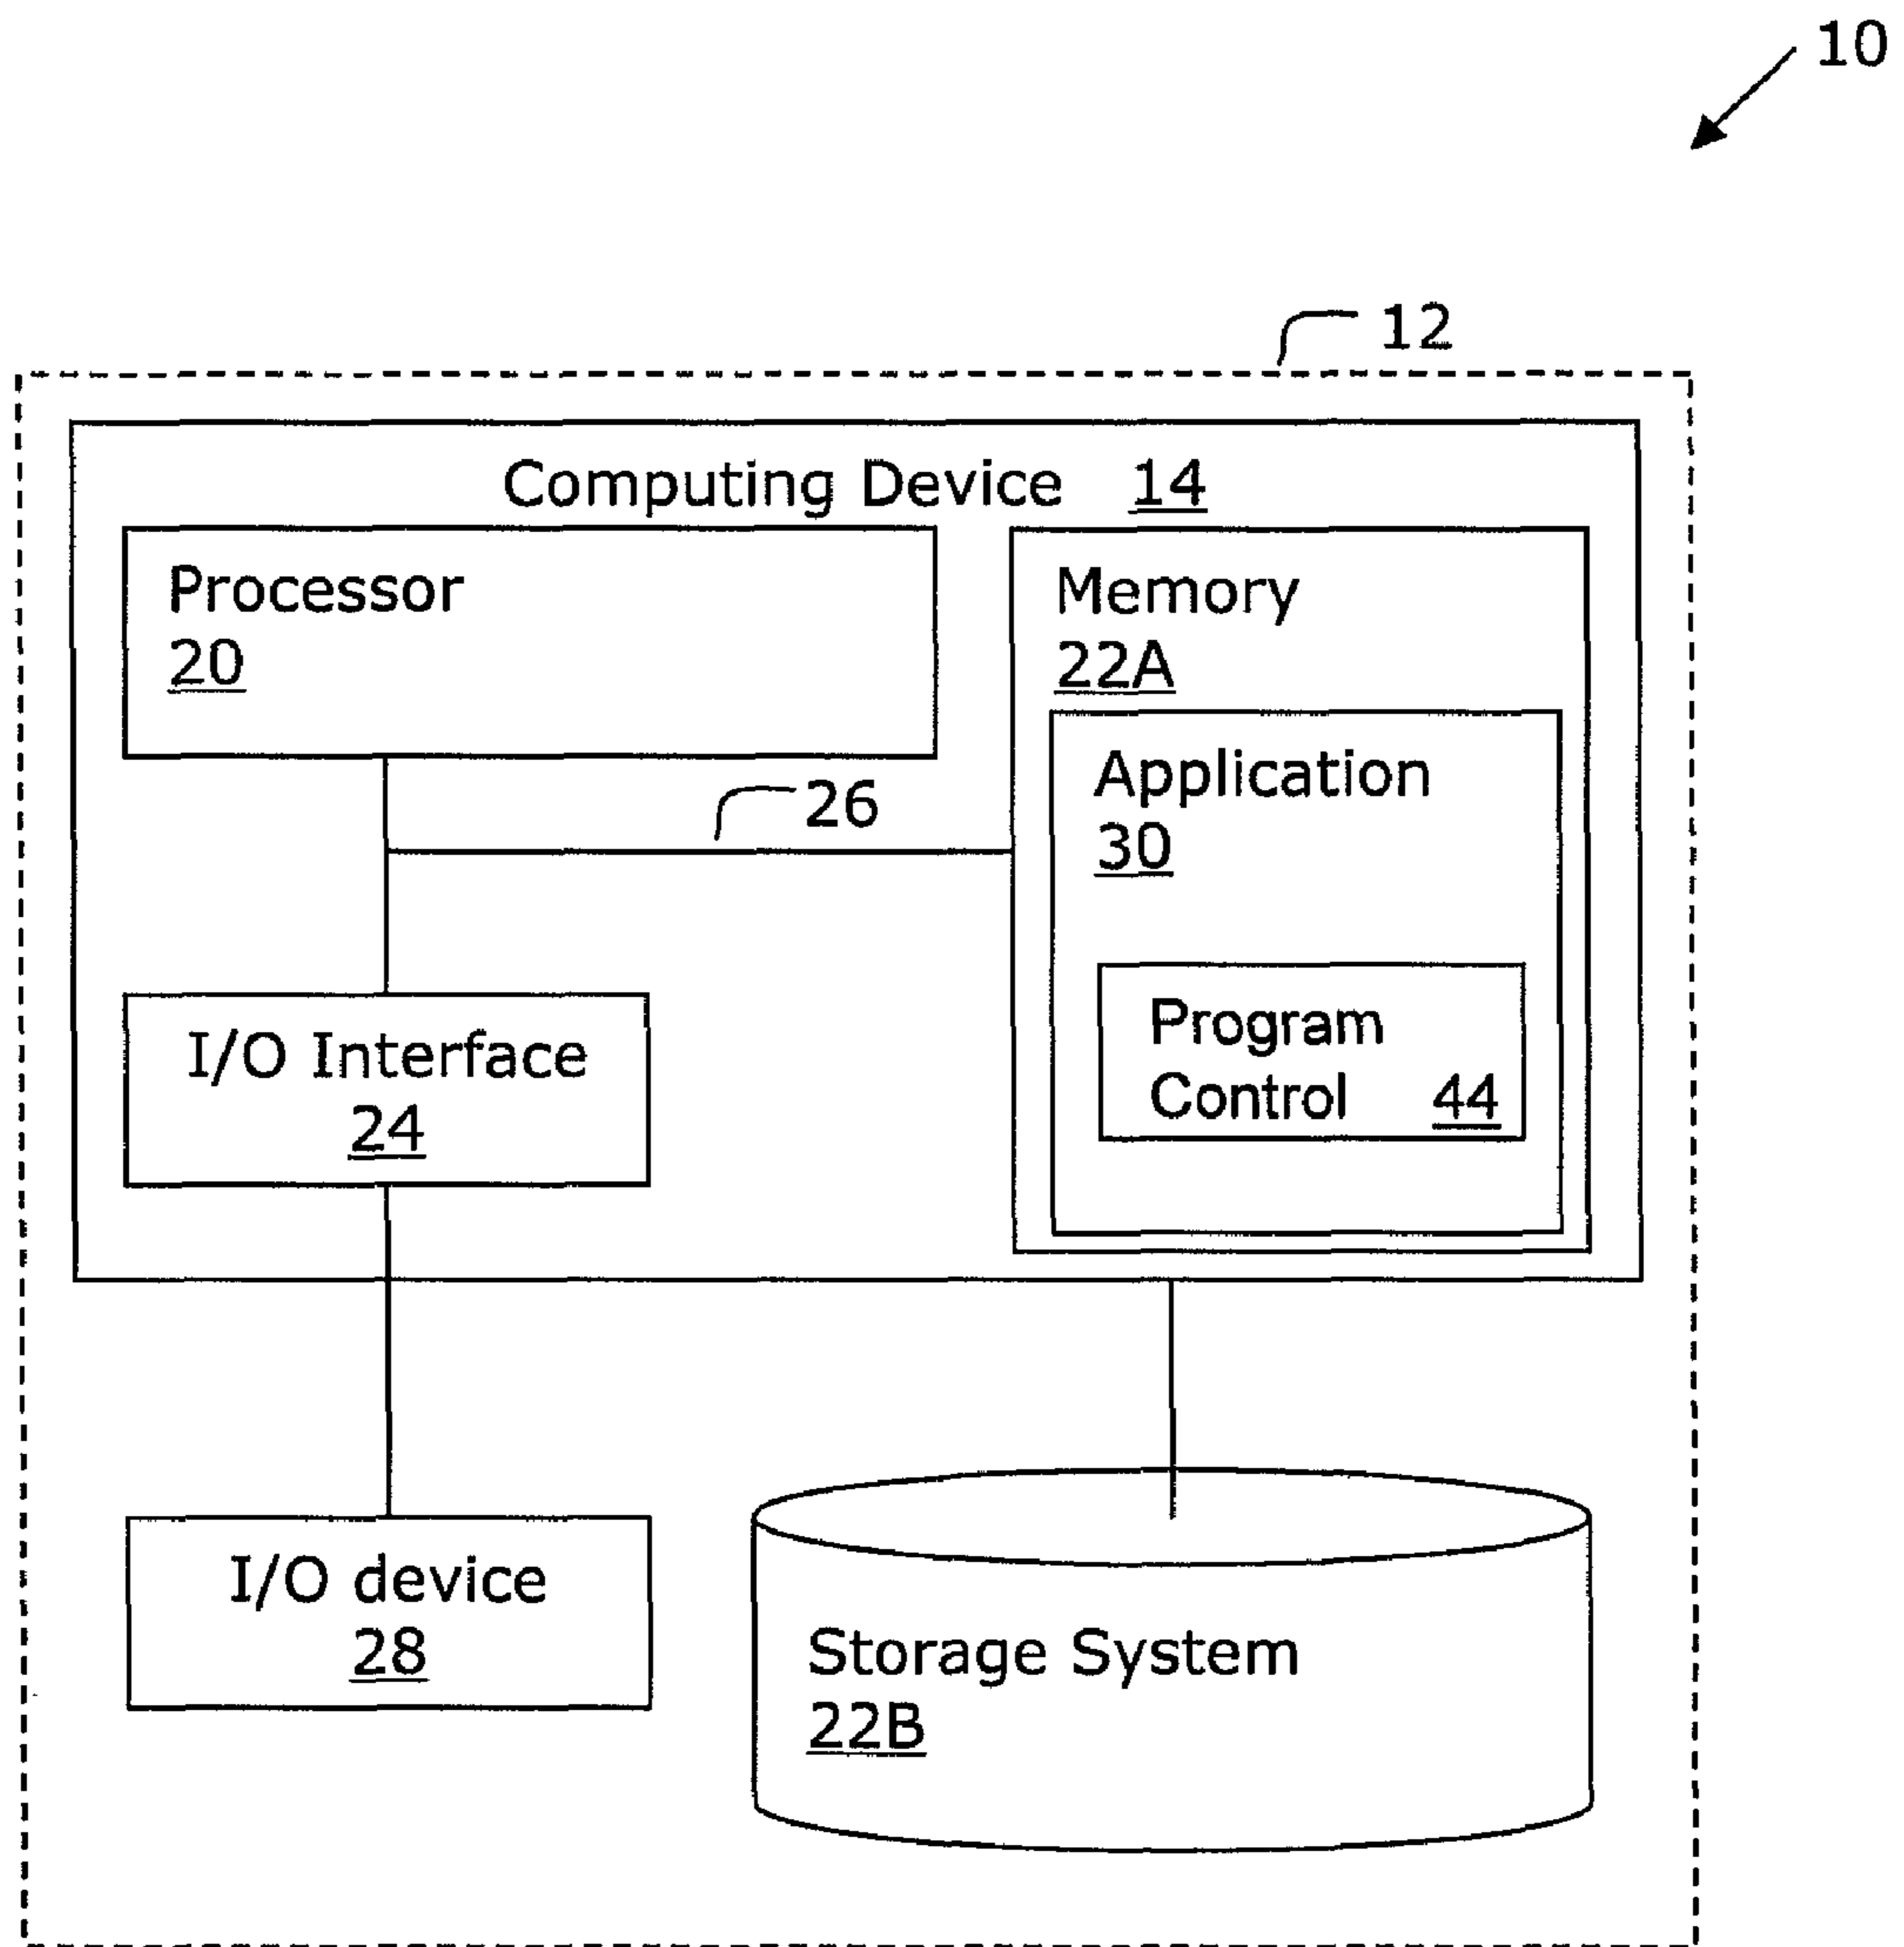 10
12
Computing Device 14
Processor
20
Memory
22A
Application
30
26
Program
Control 44
I/O Interface
24
I/O device
28
Storage System
22B